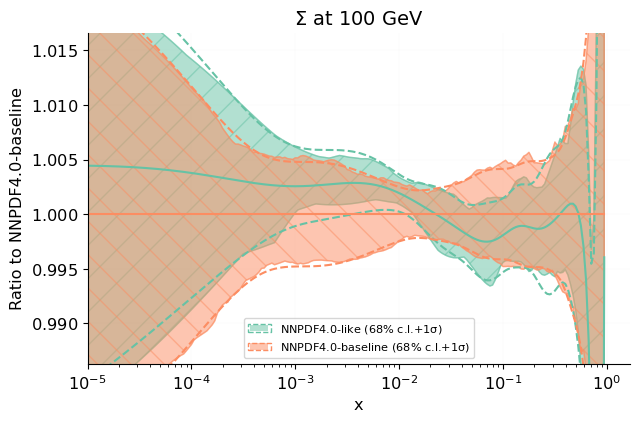 Σ at 100 GeV
Ratio to NNPDF4.0-baseline
1.015
1.010
1.005
1.000
0.995
0.990
NNPDF4.0-like (68% c.l.+1σ)
NNPDF4.0-baseline (68% c.l.+1σ)
10⁻⁵ 10⁻⁴ 10⁻³ 10⁻² 10⁻¹ 10⁰
x